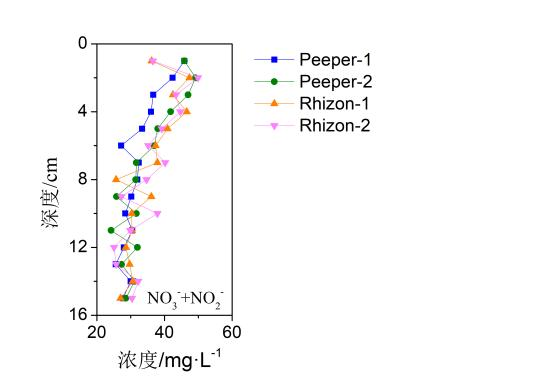 0
4
8
12
16
深度/cm
20
40
60
浓度/mg·L⁻¹
NO₃⁻+NO₂⁻
Peeper-1
Peeper-2
Rhizon-1
Rhizon-2